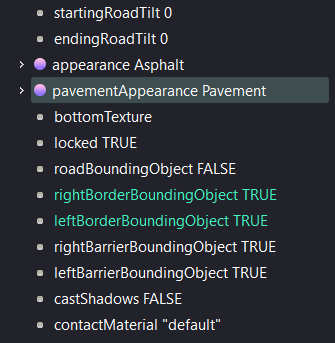 startingRoadTilt 0
endingRoadTilt 0
appearance Asphalt
pavementAppearance Pavement
bottomTexture
locked TRUE
roadBoundingObject FALSE
rightBorderBoundingObject TRUE
leftBorderBoundingObject TRUE
rightBarrierBoundingObject TRUE
leftBarrierBoundingObject TRUE
castShadows FALSE
contactMaterial "default"